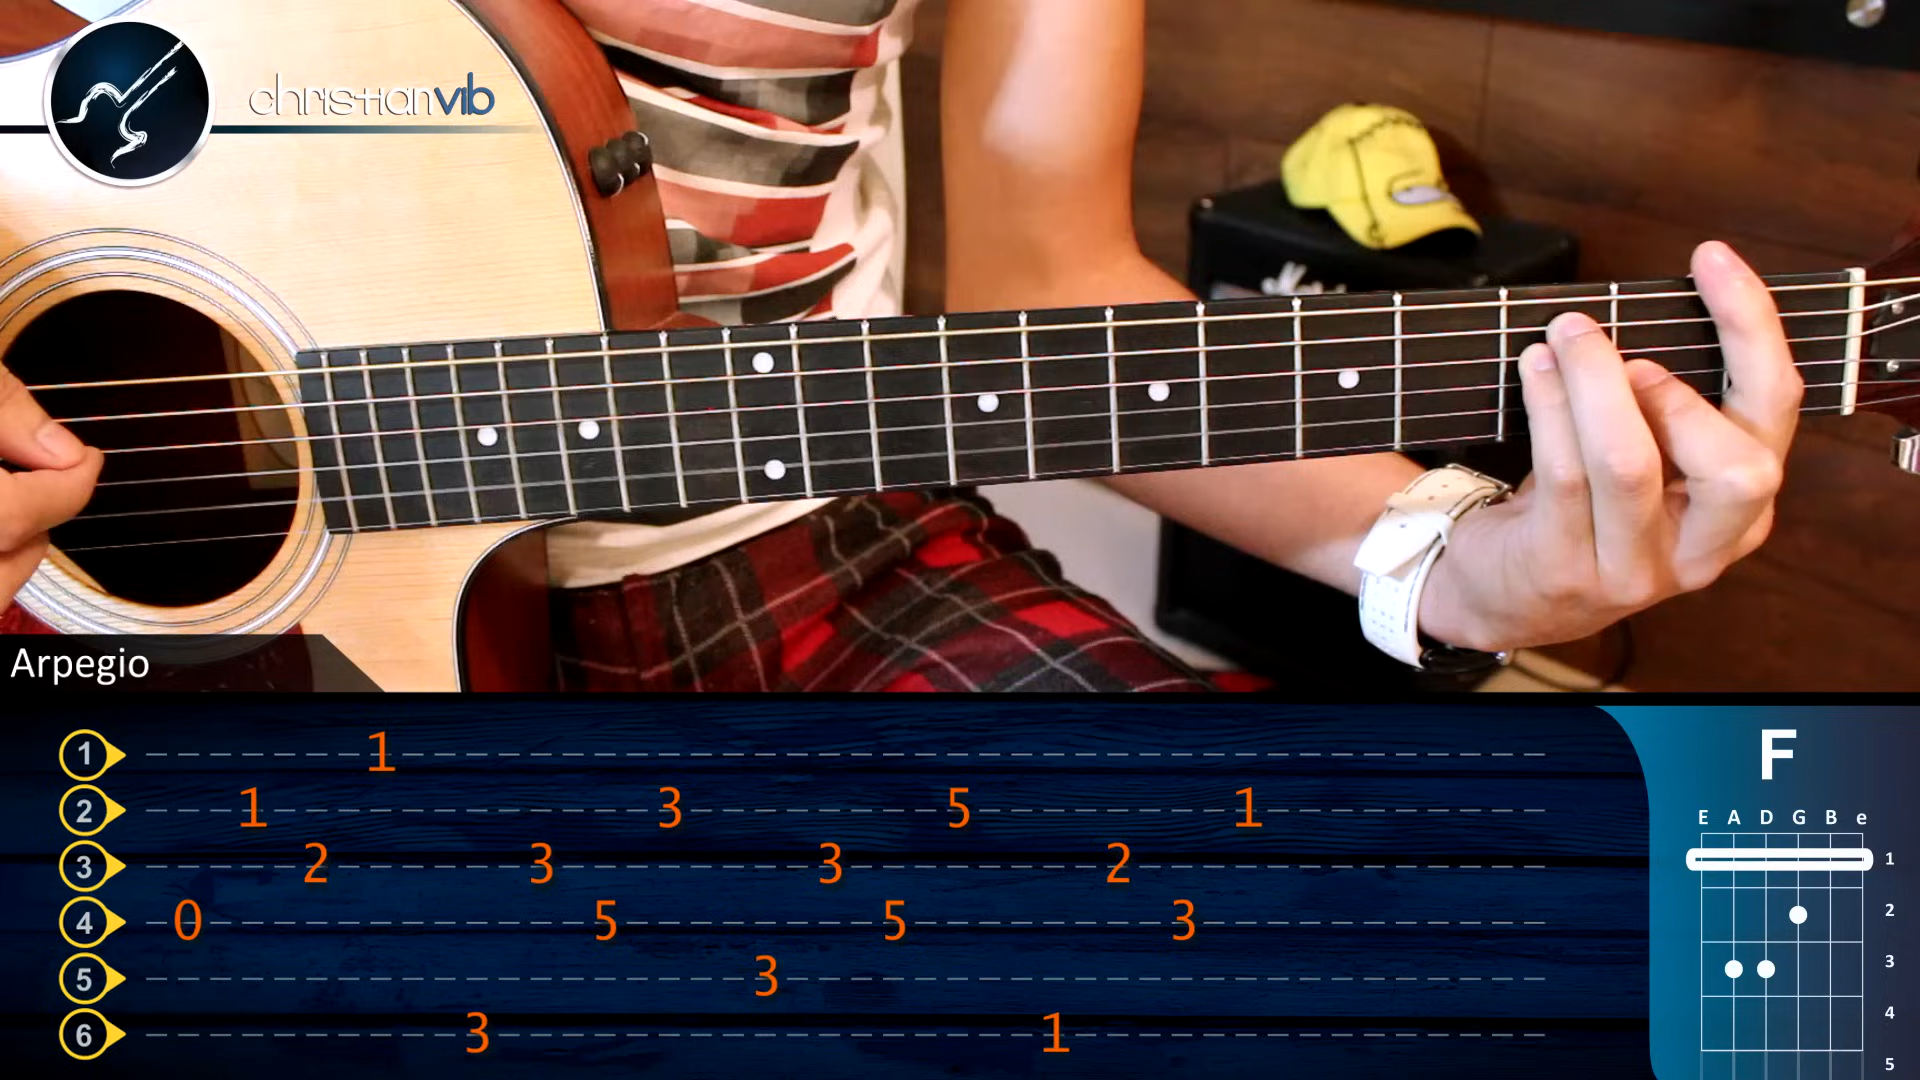 christianvib
Arpegio
1 1
2 1 3 5 1
3 2 3 3 2
4 0 5 5 3
5 3
6 3 1
F
E A D G B e
1
2
3
4
5